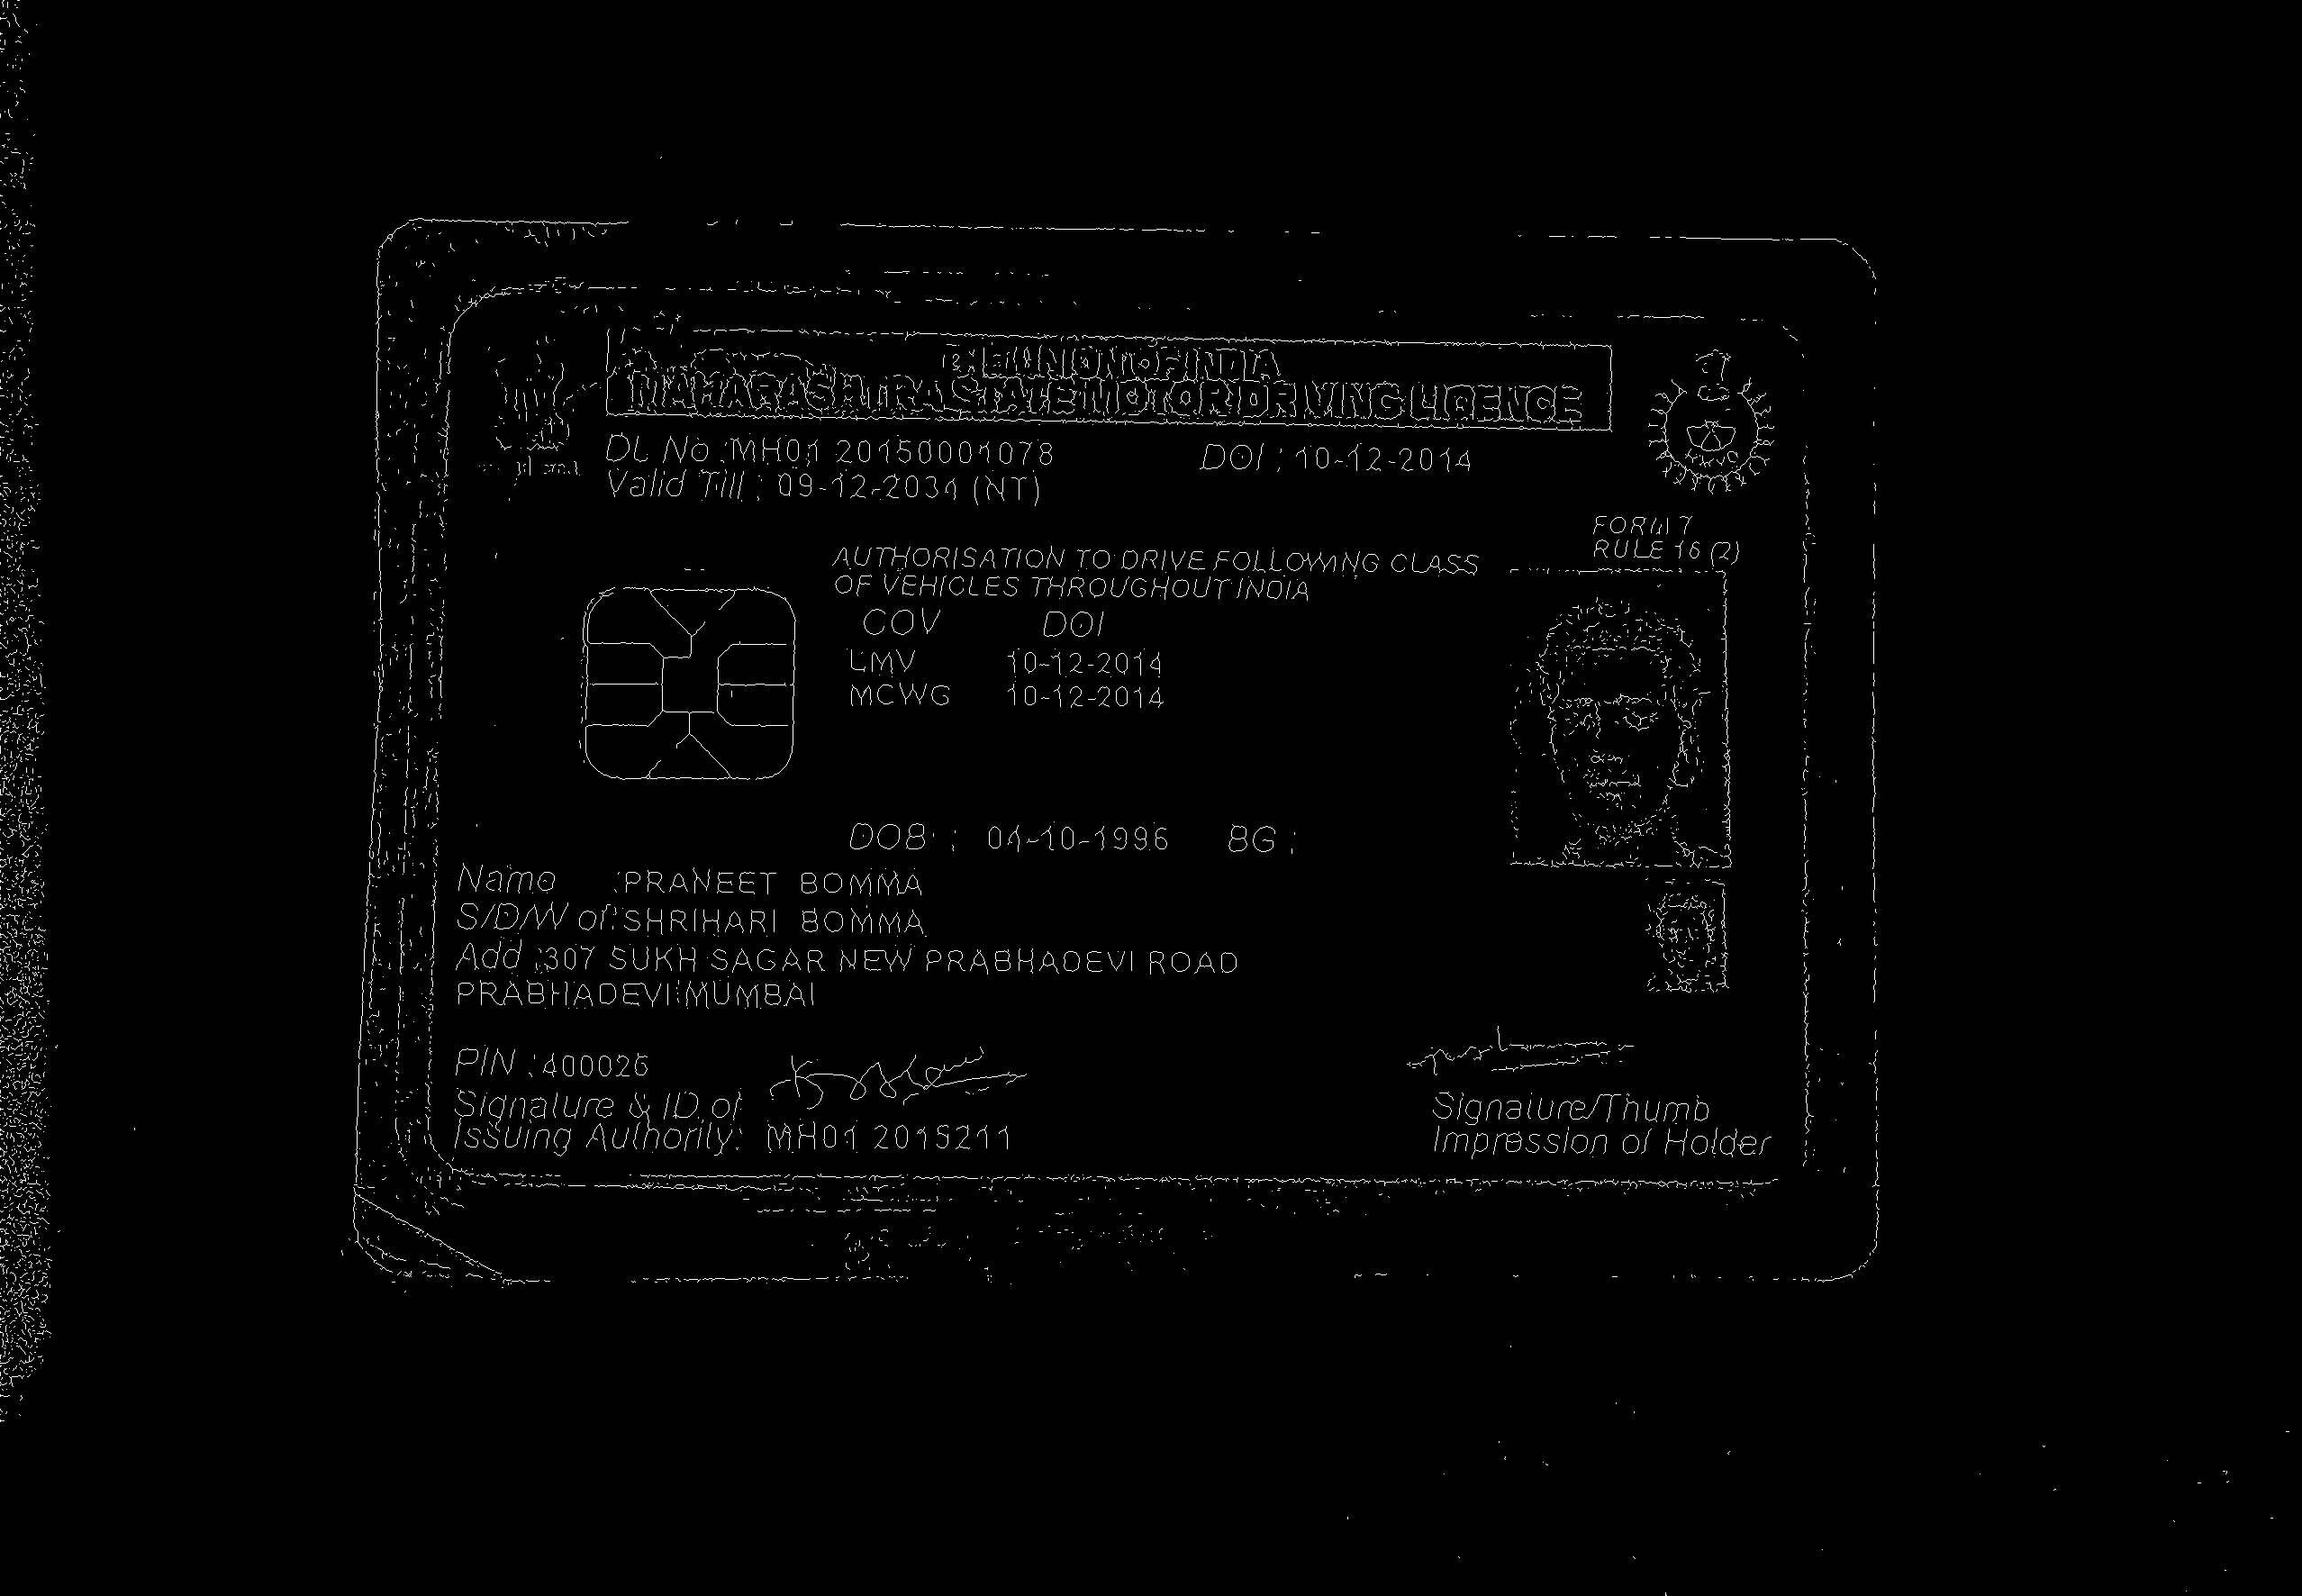 THE UNION OF INDIA
MAHARASHTRA STATE MOTOR DRIVING LICENCE
DL No :MH01 20150001078 DOI : 10-12-2014
Valid Till : 09-12-2034 (NT)
FORM 7
RULE 16 (2)
AUTHORISATION TO DRIVE FOLLOWING CLASS
OF VEHICLES THROUGHOUT INDIA
COV DOI
LMV 10-12-2014
MCWG 10-12-2014
DOB : 04-10-1996 BG :
Name :PRANEET BOMMA
S/D/W of:SHRIHARI BOMMA
Add :307 SUKH SAGAR NEW PRABHADEVI ROAD
PRABHADEVI MUMBAI
PIN :400025
Signature & ID of
Issuing Authority: MH01 2015211
Signature/Thumb
Impression of Holder